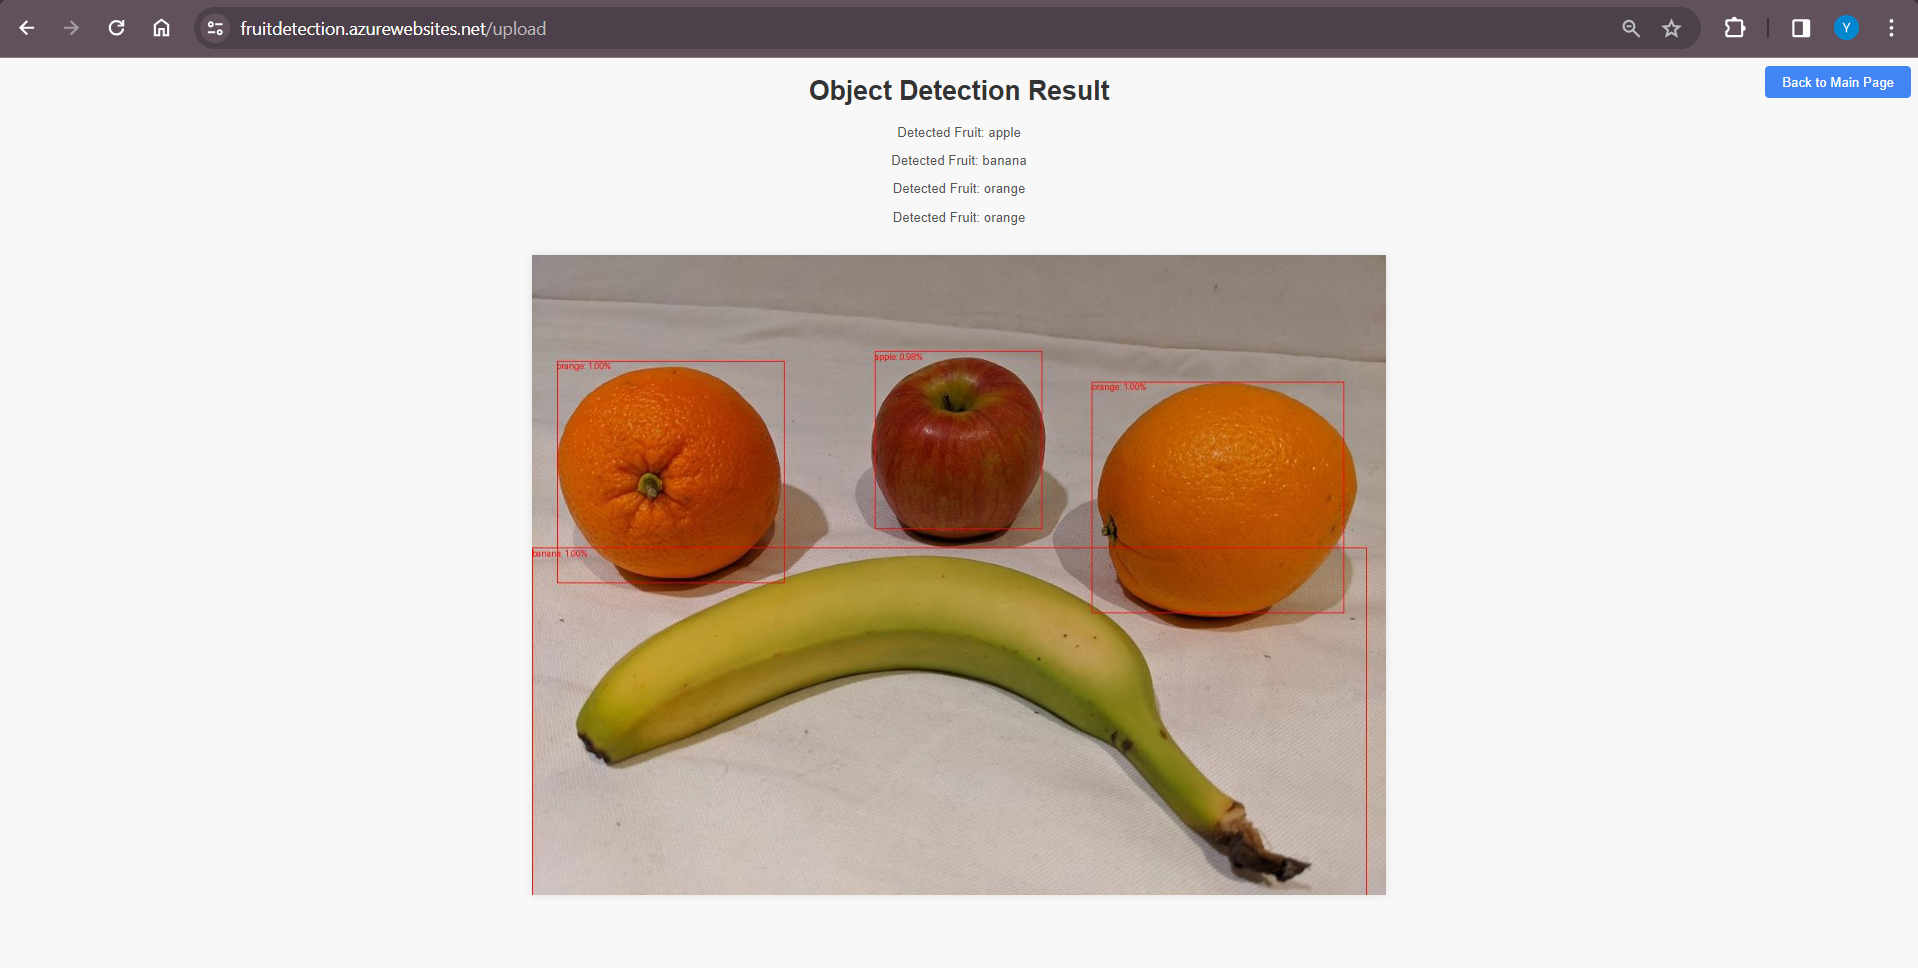 fruitdetection.azurewebsites.net/upload
Y
Back to Main Page
Object Detection Result
Detected Fruit: apple
Detected Fruit: banana
Detected Fruit: orange
Detected Fruit: orange
apple: 0.98%
orange: 1.00%
orange: 1.00%
banana: 1.00%